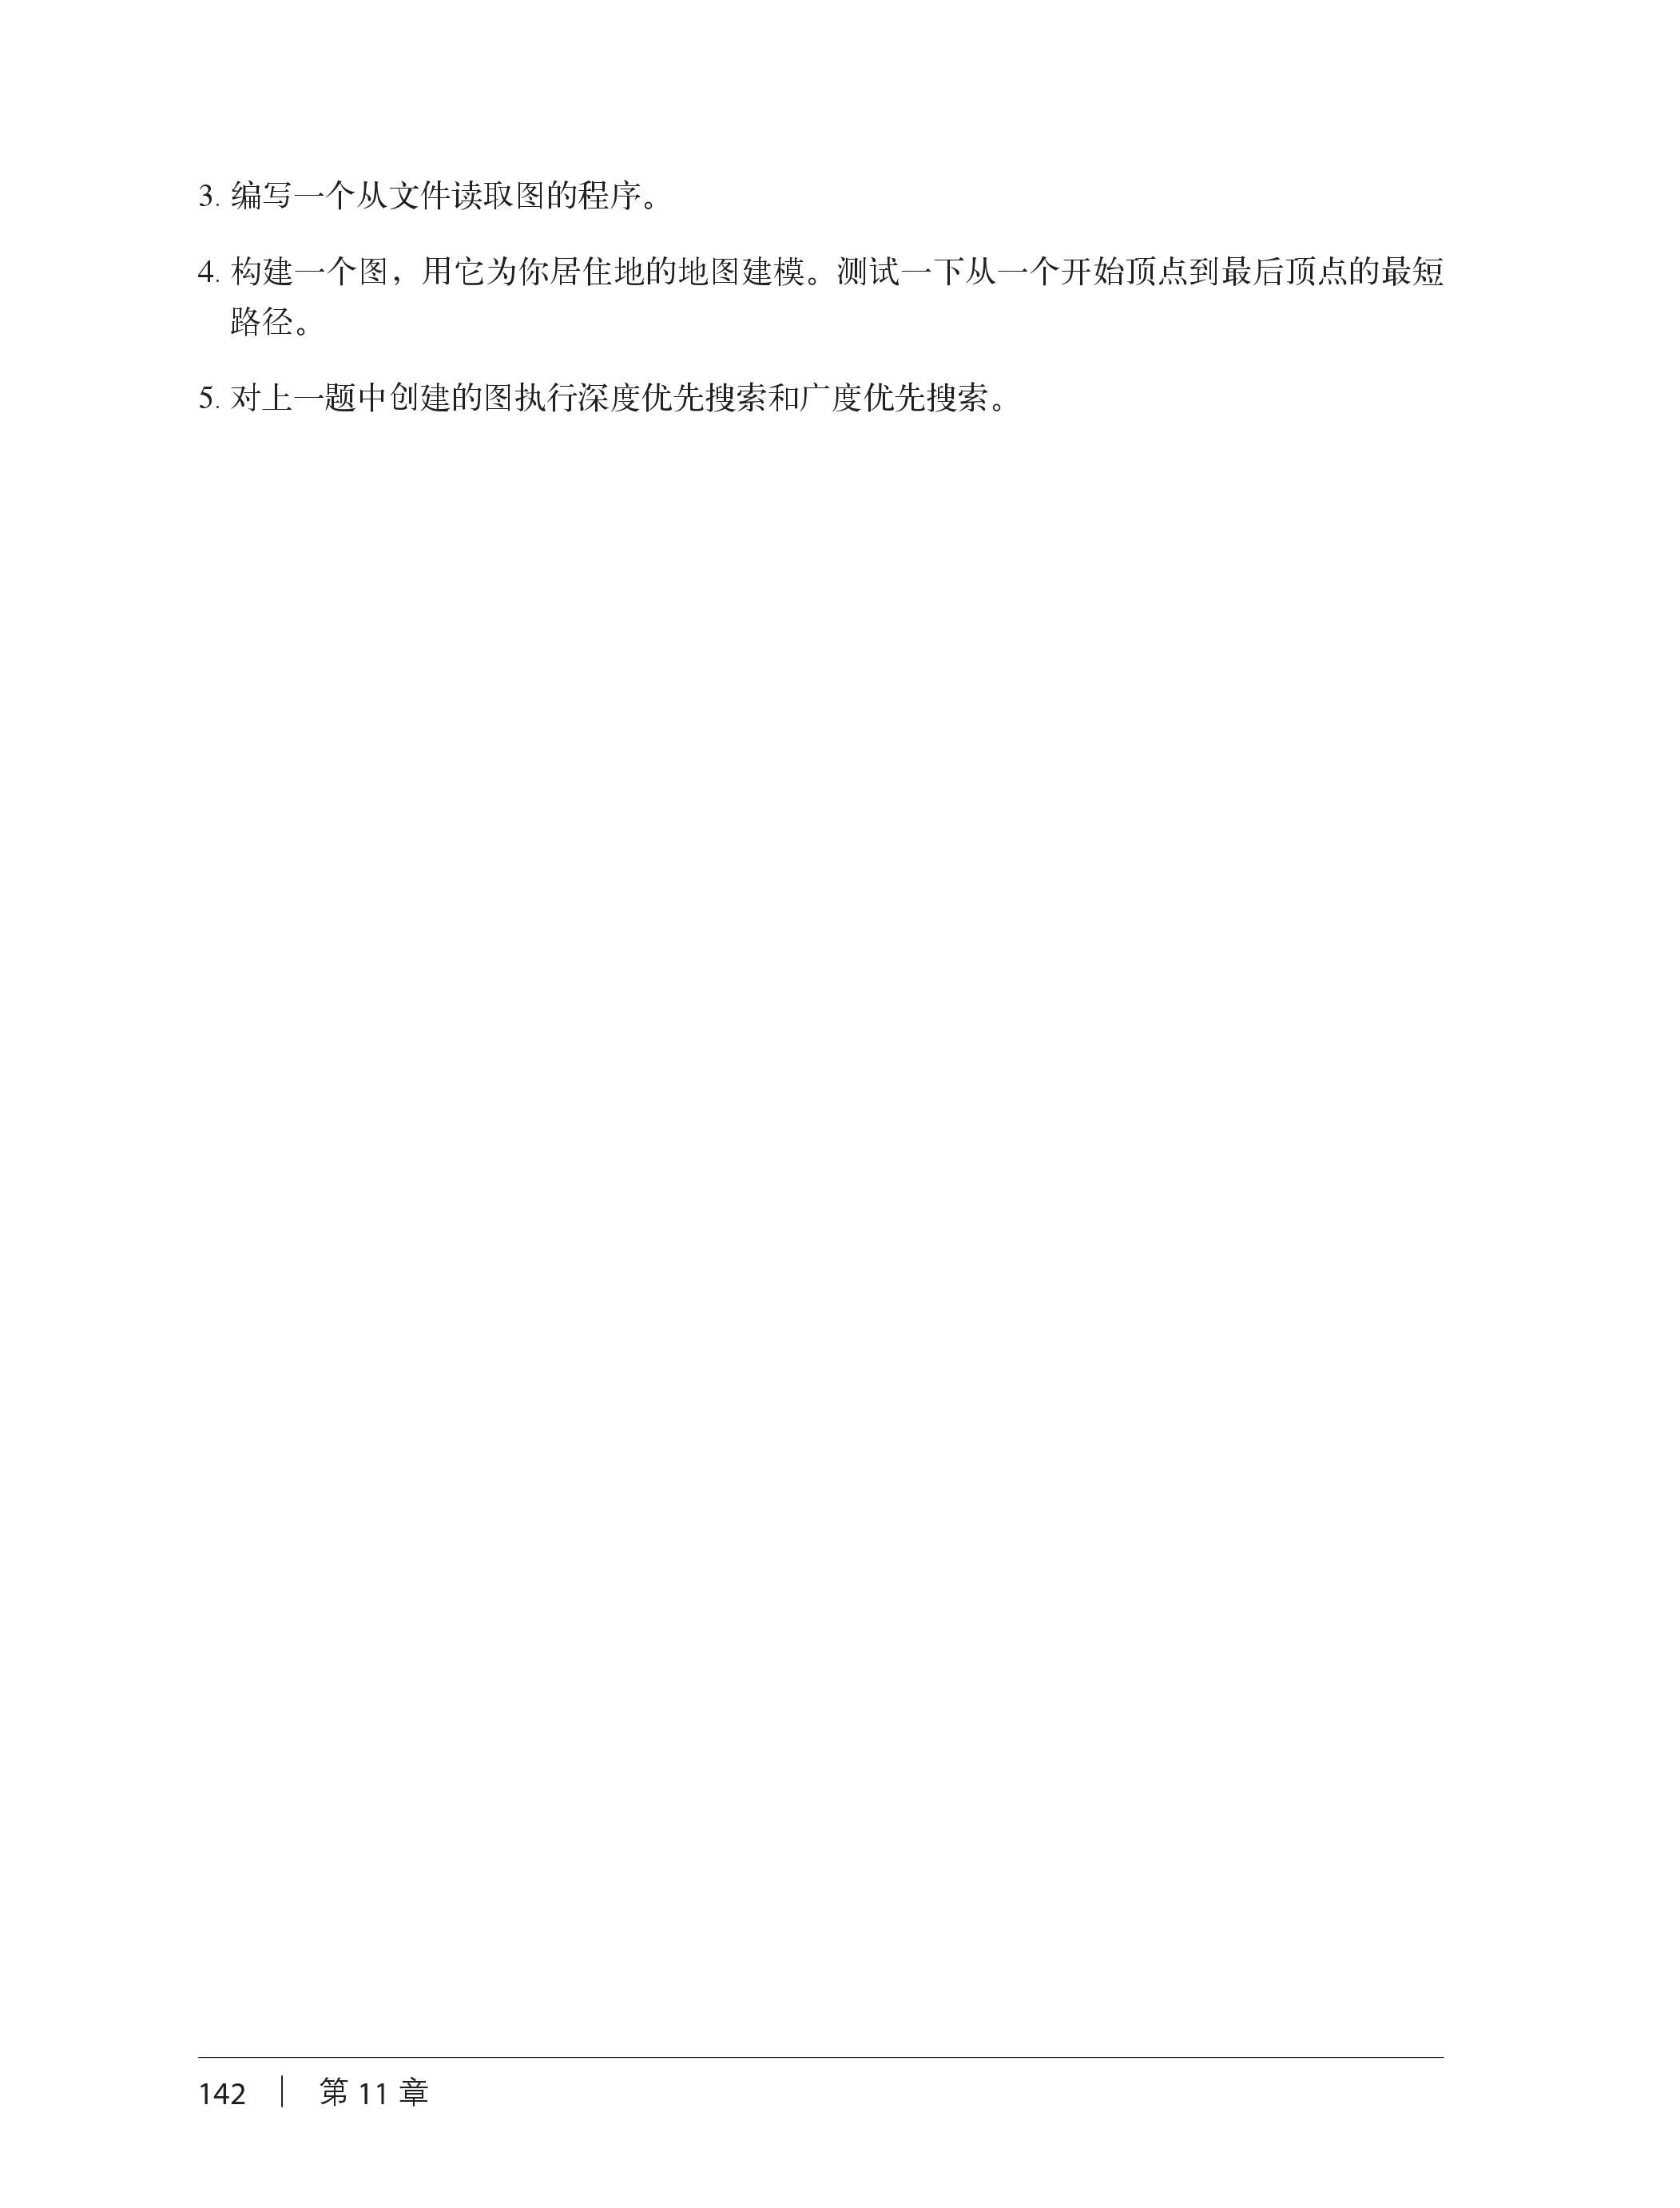 3. 编写一个从文件读取图的程序。
4. 构建一个图，用它为你居住地的地图建模。测试一下从一个开始顶点到最后顶点的最短
路径。
5. 对上一题中创建的图执行深度优先搜索和广度优先搜索。
142 | 第 11 章